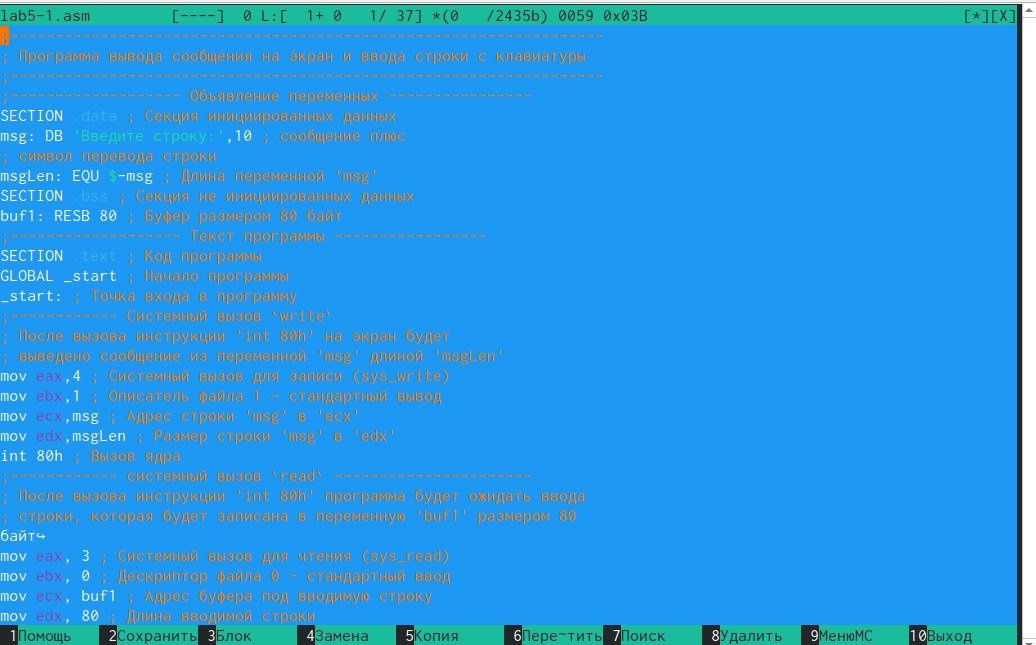 lab5-1.asm [----] 0 L:[ 1+ 0 1/ 37] *(0 /2435b) 0059 0x03B [*][X]
;------------------------------------------------------------------
; Программа вывода сообщения на экран и ввода строки с клавиатуры
;------------------------------------------------------------------
;------------------- Объявление переменных ----------------
SECTION .data ; Секция инициированных данных
msg: DB 'Введите строку:',10 ; сообщение плюс
; символ перевода строки
msgLen: EQU $-msg ; Длина переменной 'msg'
SECTION .bss ; Секция не инициированных данных
buf1: RESB 80 ; Буфер размером 80 байт
;------------------- Текст программы -----------------
SECTION .text ; Код программы
GLOBAL _start ; Начало программы
_start: ; Точка входа в программу
;------------ Системный вызов `write`
; После вызова инструкции 'int 80h' на экран будет
; выведено сообщение из переменной 'msg' длиной 'msgLen'
mov eax,4 ; Системный вызов для записи (sys_write)
mov ebx,1 ; Описатель файла 1 - стандартный вывод
mov ecx,msg ; Адрес строки 'msg' в 'ecx'
mov edx,msgLen ; Размер строки 'msg' в 'edx'
int 80h ; Вызов ядра
;------------ системный вызов `read` ----------------------
; После вызова инструкции 'int 80h' программа будет ожидать ввода
; строки, которая будет записана в переменную 'buf1' размером 80
байт↪
mov eax, 3 ; Системный вызов для чтения (sys_read)
mov ebx, 0 ; Дескриптор файла 0 - стандартный ввод
mov ecx, buf1 ; Адрес буфера под вводимую строку
mov edx, 80 ; Длина вводимой строки
1Помощь 2Сохранить 3Блок 4Замена 5Копия 6Пере~тить 7Поиск 8Удалить 9МенюMC 10Выход